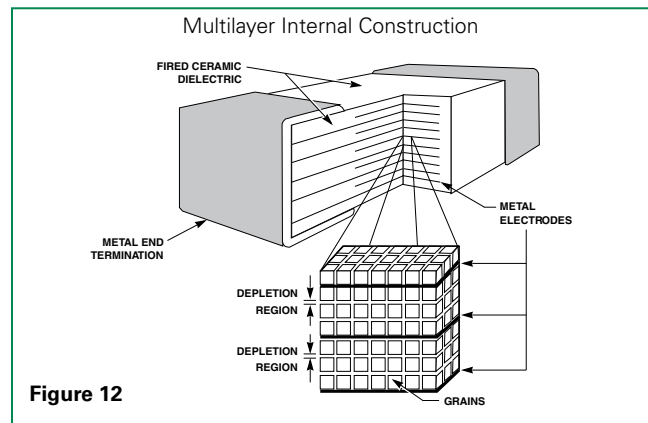 Multilayer Internal Construction
FIRED CERAMIC
DIELECTRIC
METAL
ELECTRODES
METAL END
TERMINATION
DEPLETION
REGION
DEPLETION
REGION
GRAINS
Figure 12